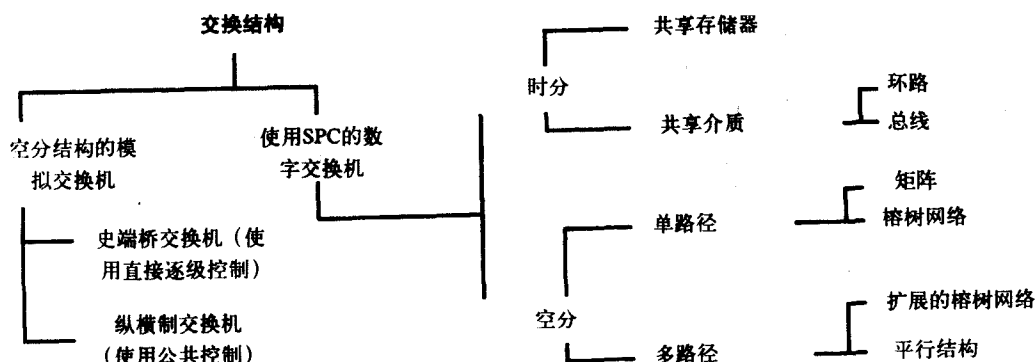 交换结构
空分结构的模
拟交换机
使用SPC的数
字交换机
史端桥交换机（使
用直接逐级控制）
纵横制交换机
（使用公共控制）
时分
共享存储器
共享介质
环路
总线
空分
单路径
矩阵
榕树网络
多路径
扩展的榕树网络
平行结构